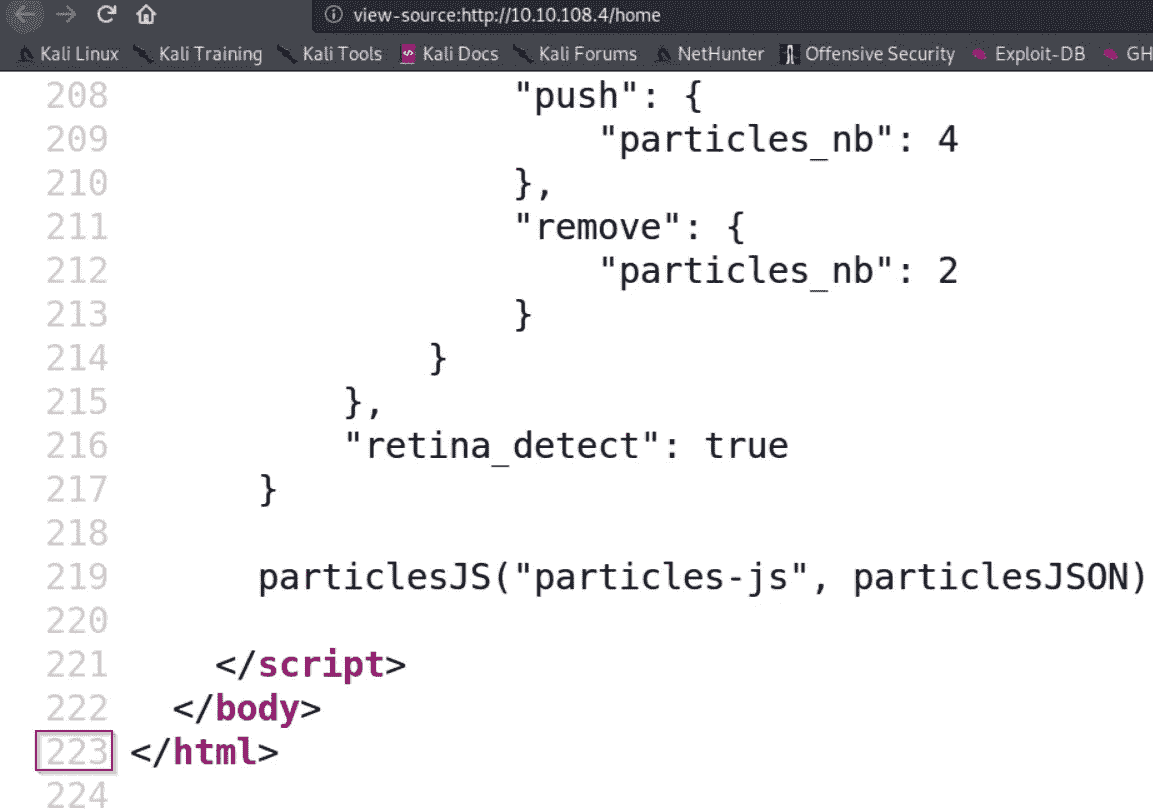 view-source:http://10.10.108.4/home
Kali Linux Kali Training Kali Tools Kali Docs Kali Forums NetHunter Offensive Security Exploit-DB GH
208 "push": {
209 "particles_nb": 4
210 },
211 "remove": {
212 "particles_nb": 2
213 }
214 }
215 },
216 "retina_detect": true
217 }
218
219 particlesJS("particles-js", particlesJSON)
220
221 </script>
222 </body>
223 </html>
224